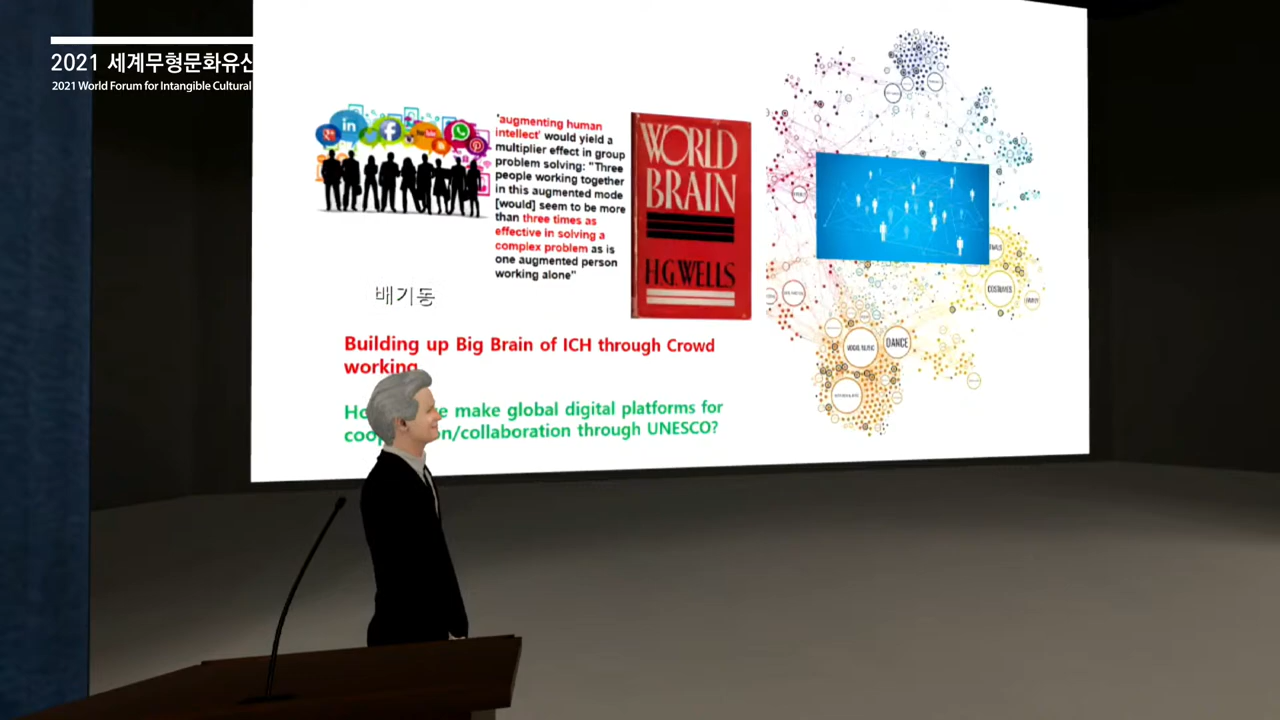 2021 세계무형문화유산
2021 World Forum for Intangible Cultural
in
f
'augmenting human
intellect' would yield a
multiplier effect in group
problem solving: "Three
people working together
in this augmented mode
[would] seem to be more
than three times as
effective in solving a
complex problem as is
one augmented person
working alone"
WORLD
BRAIN
H.G. WELLS
배기동
Building up Big Brain of ICH through Crowd
working
make global digital platforms for
through UNESCO?
COSTUMES
VOCAL MUSIC
DANCE